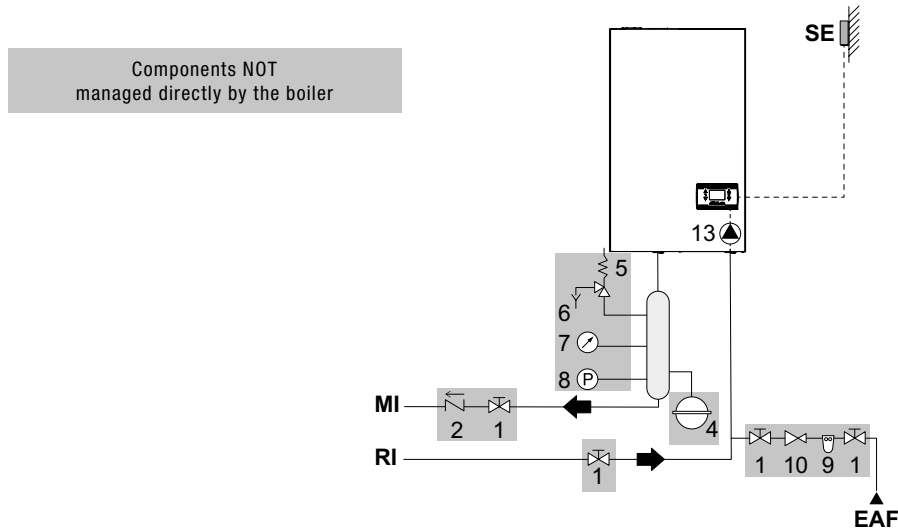 SE
Components NOT
managed directly by the boiler
13
5
6
7
8 P
4
MI
2 1
RI
1
1 10 9 1
EAF